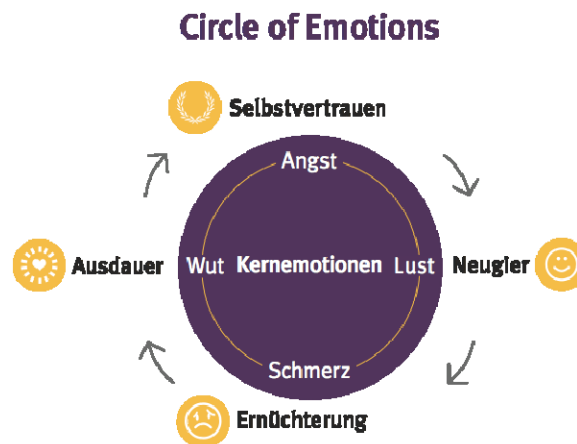 Circle of Emotions
Selbstvertrauen
Angst
Ausdauer
Wut
Kernemotionen
Lust
Neugier
Schmerz
Ernüchterung